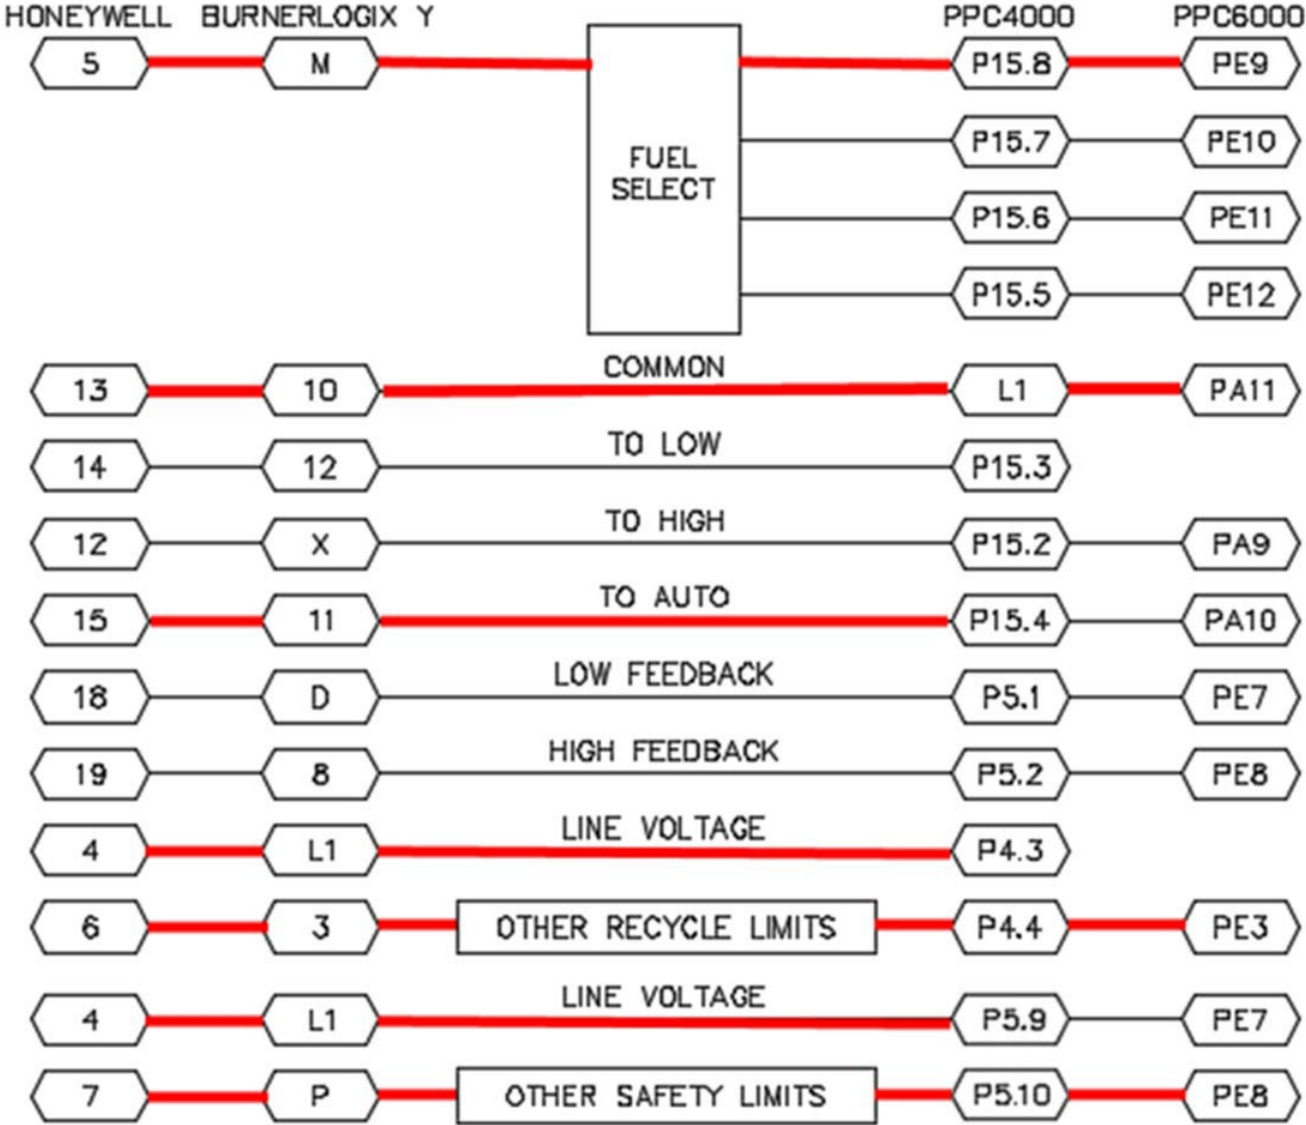 HONEYWELL BURNERLOGIX Y PPC4000 PPC6000
5 M P15.8 PE9
P15.7 PE10
FUEL
SELECT
P15.6 PE11
P15.5 PE12
COMMON
13 10 L1 PA11
TO LOW
14 12 P15.3
TO HIGH
12 X P15.2 PA9
TO AUTO
15 11 P15.4 PA10
LOW FEEDBACK
18 D P5.1 PE7
HIGH FEEDBACK
19 8 P5.2 PE8
LINE VOLTAGE
4 L1 P4.3
6 3 OTHER RECYCLE LIMITS P4.4 PE3
LINE VOLTAGE
4 L1 P5.9 PE7
7 P OTHER SAFETY LIMITS P5.10 PE8